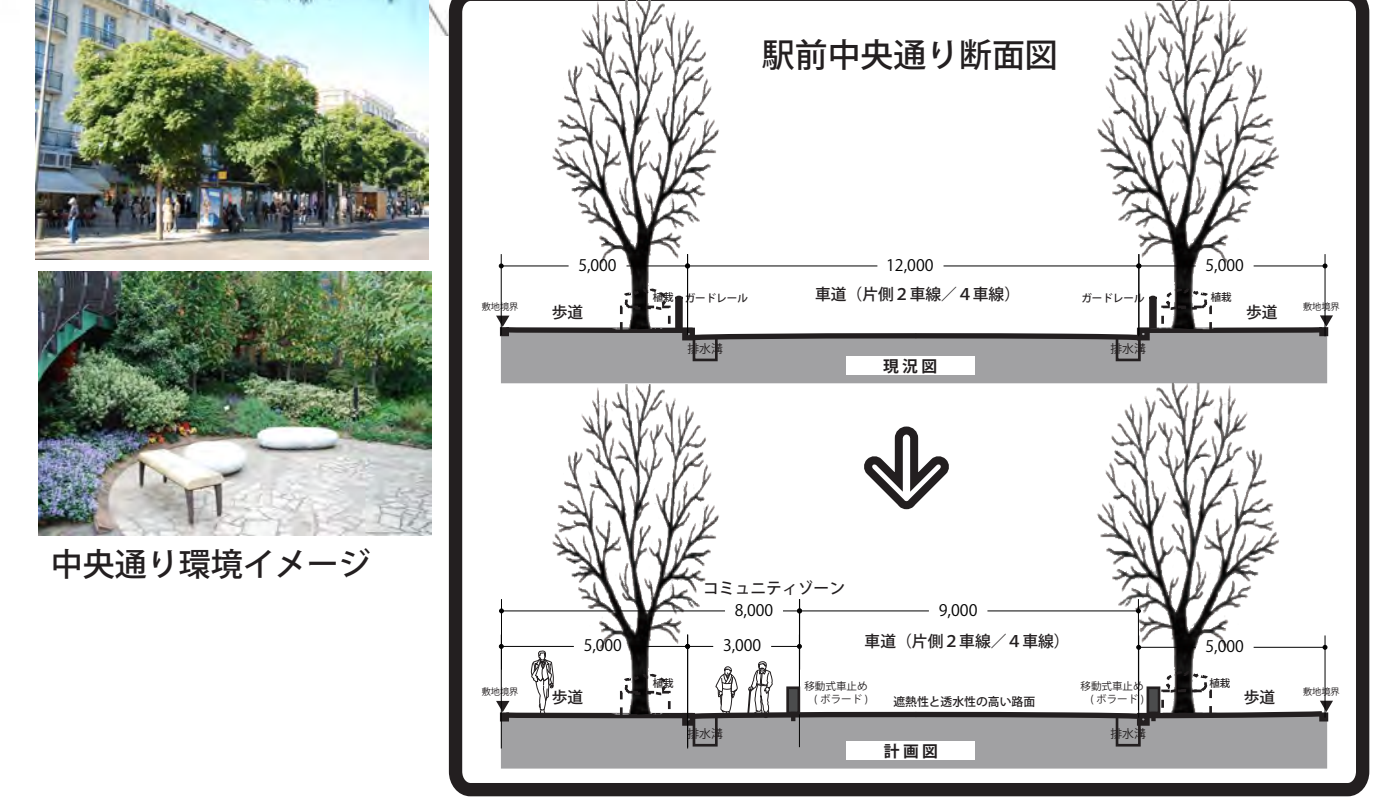 駅前中央通り断面図
5,000
12,000
5,000
敷地境界
歩道
植栽
ガードレール
車道（片側２車線／４車線）
ガードレール
植栽
歩道
敷地境界
排水溝
排水溝
現況図
中央通り環境イメージ
コミュニティゾーン
8,000
9,000
5,000
3,000
車道（片側２車線／４車線）
5,000
敷地境界
歩道
植栽
移動式車止め
(ボラード)
遮熱性と透水性の高い路面
移動式車止め
(ボラード)
植栽
歩道
敷地境界
排水溝
排水溝
計画図